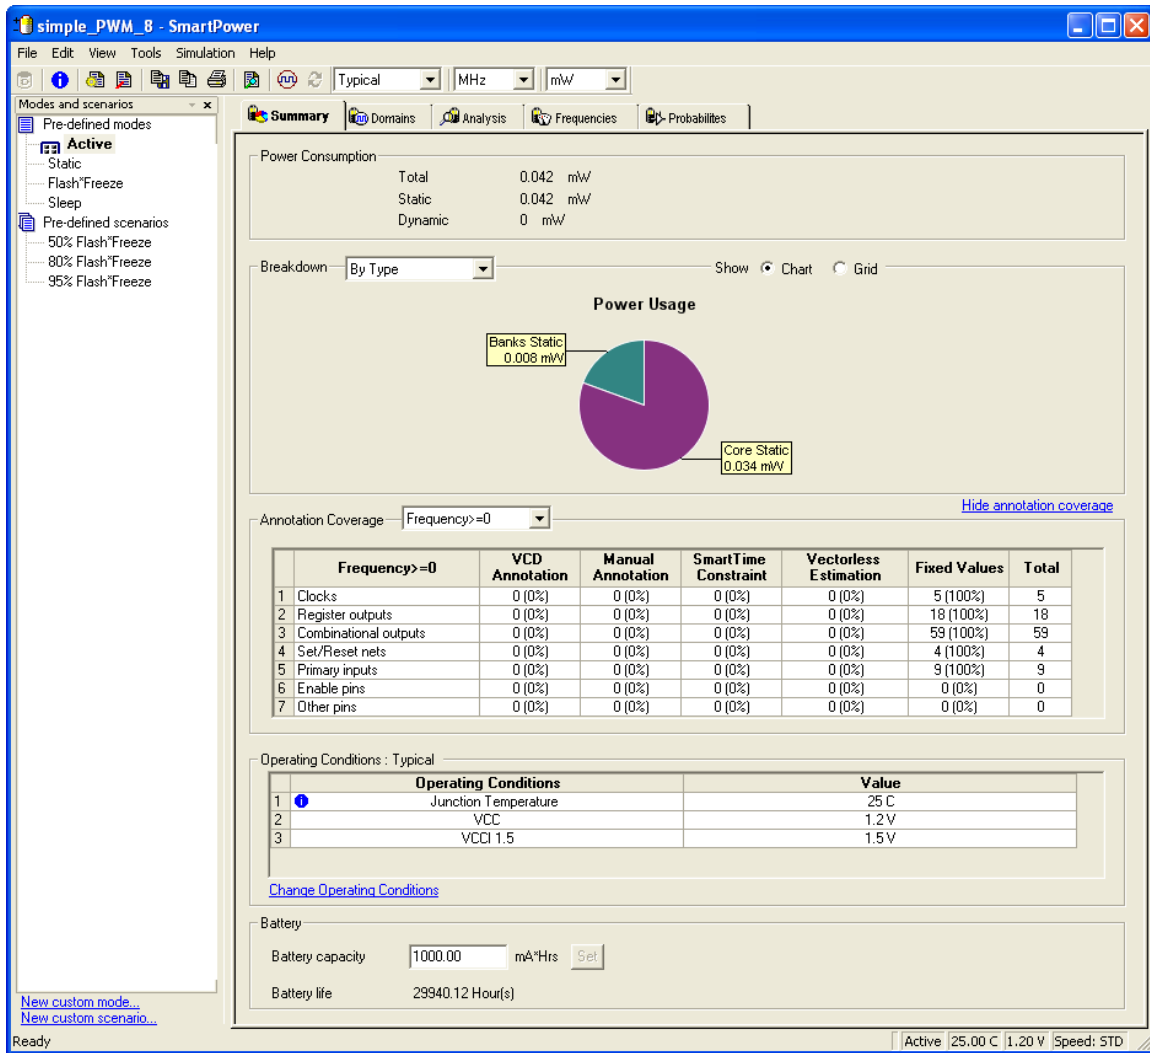 simple_PWM_8 - SmartPower
File Edit View Tools Simulation Help
Typical MHz mW
Modes and scenarios
Pre-defined modes
Active
Static
Flash*Freeze
Sleep
Pre-defined scenarios
50% Flash*Freeze
80% Flash*Freeze
95% Flash*Freeze
New custom mode...
New custom scenario...
Summary Domains Analysis Frequencies Probabilites
Power Consumption
Total 0.042 mW
Static 0.042 mW
Dynamic 0 mW
Breakdown By Type Show Chart Grid
Power Usage
Banks Static
0.008 mW
Core Static
0.034 mW
Hide annotation coverage
Annotation Coverage Frequency>=0
Frequency>=0 VCD Annotation Manual Annotation SmartTime Constraint Vectorless Estimation Fixed Values Total
1 Clocks 0 (0%) 0 (0%) 0 (0%) 0 (0%) 5 (100%) 5
2 Register outputs 0 (0%) 0 (0%) 0 (0%) 0 (0%) 18 (100%) 18
3 Combinational outputs 0 (0%) 0 (0%) 0 (0%) 0 (0%) 59 (100%) 59
4 Set/Reset nets 0 (0%) 0 (0%) 0 (0%) 0 (0%) 4 (100%) 4
5 Primary inputs 0 (0%) 0 (0%) 0 (0%) 0 (0%) 9 (100%) 9
6 Enable pins 0 (0%) 0 (0%) 0 (0%) 0 (0%) 0 (0%) 0
7 Other pins 0 (0%) 0 (0%) 0 (0%) 0 (0%) 0 (0%) 0
Operating Conditions : Typical
Operating Conditions Value
1 Junction Temperature 25 C
2 VCC 1.2 V
3 VCCI 1.5 1.5 V
Change Operating Conditions
Battery
Battery capacity 1000.00 mA*Hrs Set
Battery life 29940.12 Hour(s)
Ready Active 25.00 C 1.20 V Speed: STD